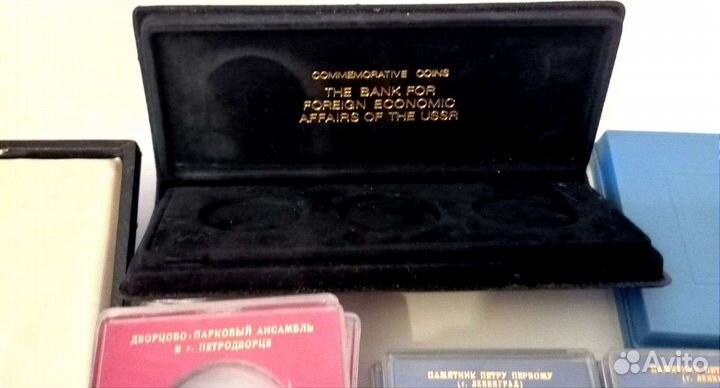 COMMEMORATIVE COINS
THE BANK FOR
FOREIGN ECONOMIC
AFFAIRS OF THE USSR
ДВОРЦОВО-ПАРКОВЫЙ АНСАМБЛЬ
В г. ПЕТРОДВОРЦЕ
ПАМЯТНИК ПЕТРУ ПЕРВОМУ
(г. ЛЕНИНГРАД)
Avito